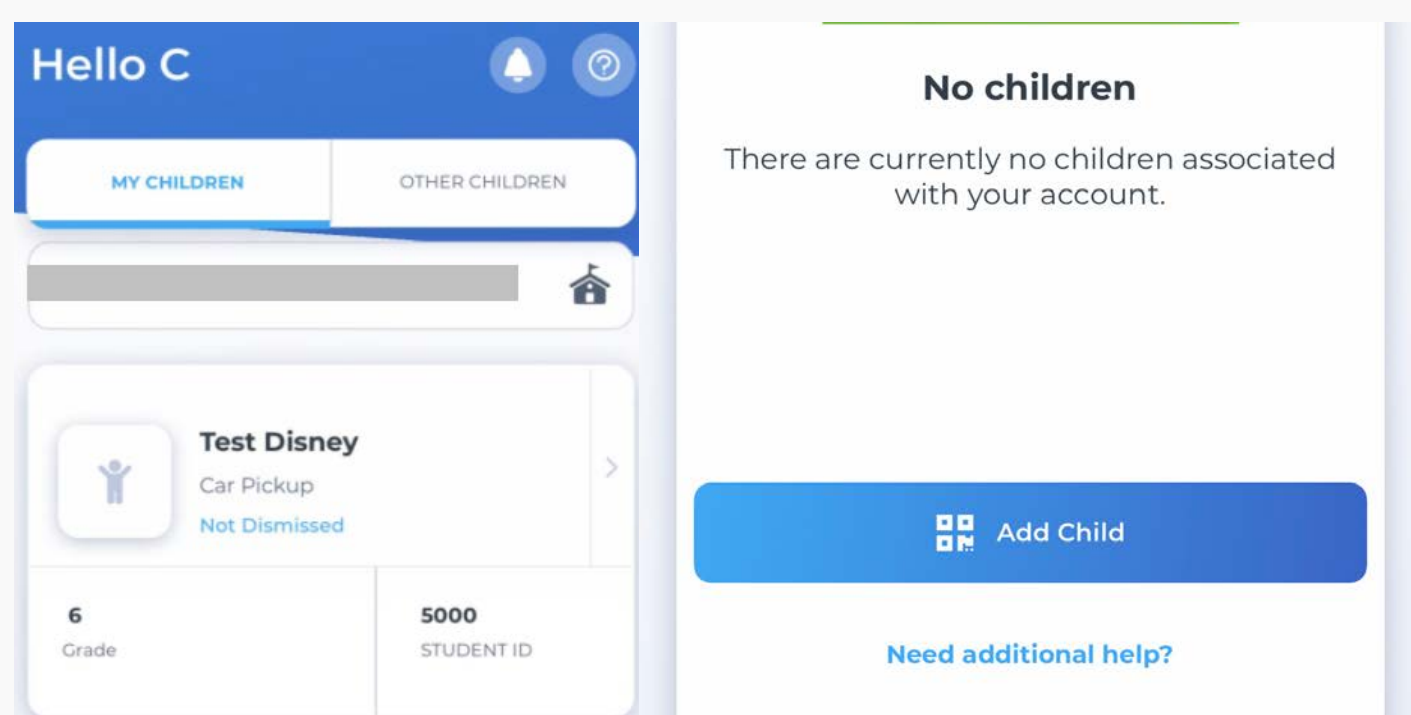 Hello C
MY CHILDREN
OTHER CHILDREN
Test Disney
Car Pickup
Not Dismissed
6
Grade
5000
STUDENT ID
No children
There are currently no children associated
with your account.
Add Child
Need additional help?